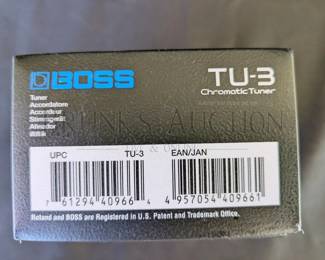 BOSS
TU-3
Chromatic Tuner
Tuner
Accordatore
Accordeur
Stimmgerät
Afinador
UPC TU-3 EAN/JAN
7 61294 40966 4 4 957054 409661
Roland and BOSS are Registered in U.S. Patent and Trademark Office.